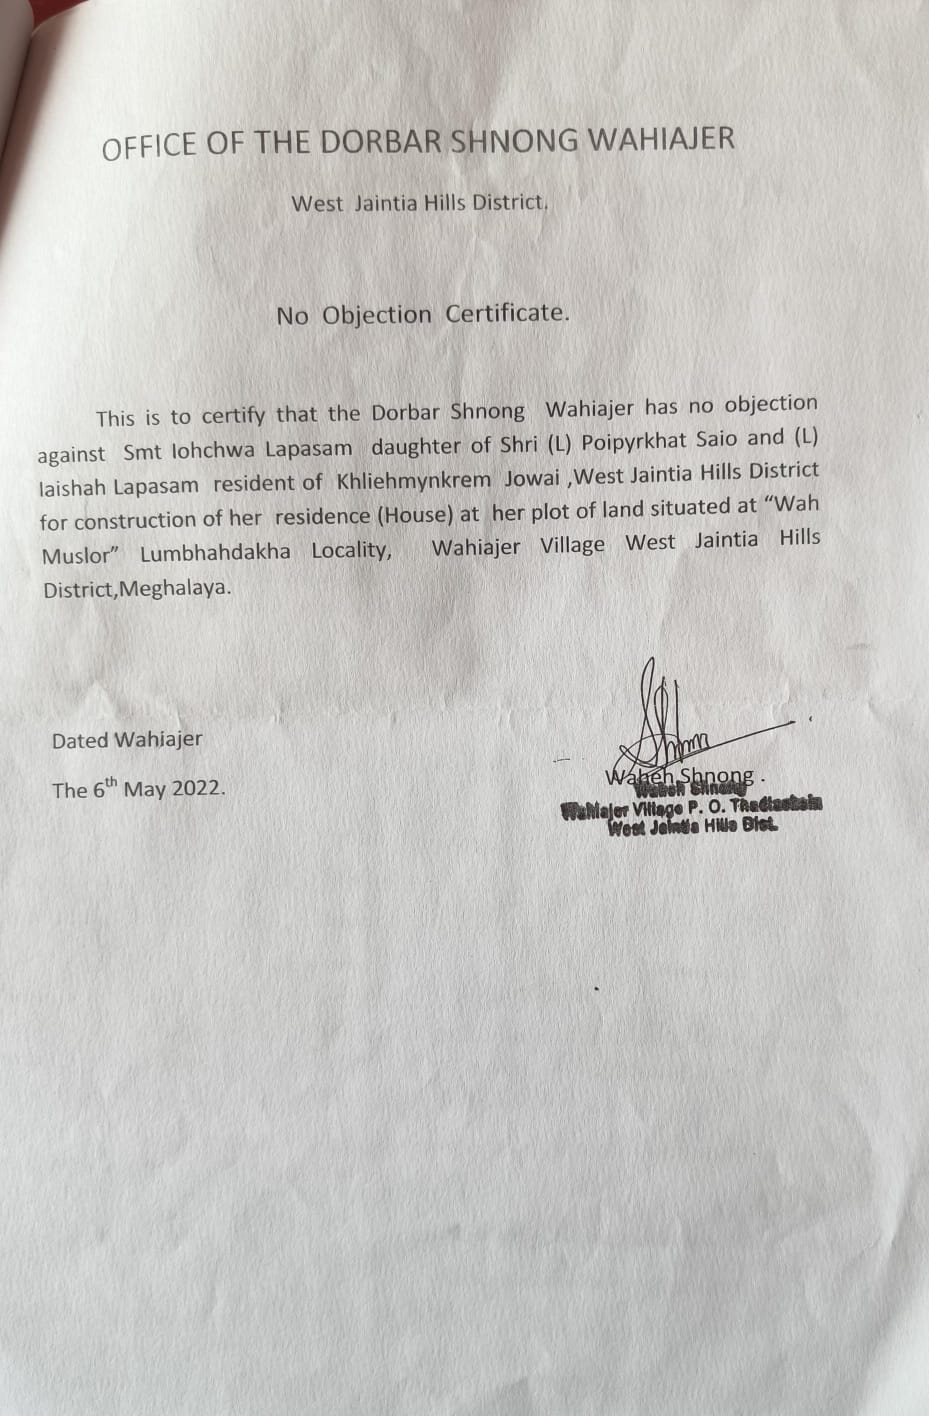 OFFICE OF THE DORBAR SHNONG WAHIAJER
West Jaintia Hills District.
No Objection Certificate.
This is to certify that the Dorbar Shnong Wahiajer has no objection
against Smt Iohchwa Lapasam daughter of Shri (L) Poipyrkhat Saio and (L)
Iaishah Lapasam resident of Khliehmynkrem Jowai ,West Jaintia Hills District
for construction of her residence (House) at her plot of land situated at “Wah
Muslor” Lumbhahdakha Locality, Wahiajer Village West Jaintia Hills
District,Meghalaya.
Dated Wahiajer
The 6th May 2022.
Waheh Shnong .
Waheh Shnong
Wahiajer Village P. O. Thadlaskein
West Jaintia Hills Dist.